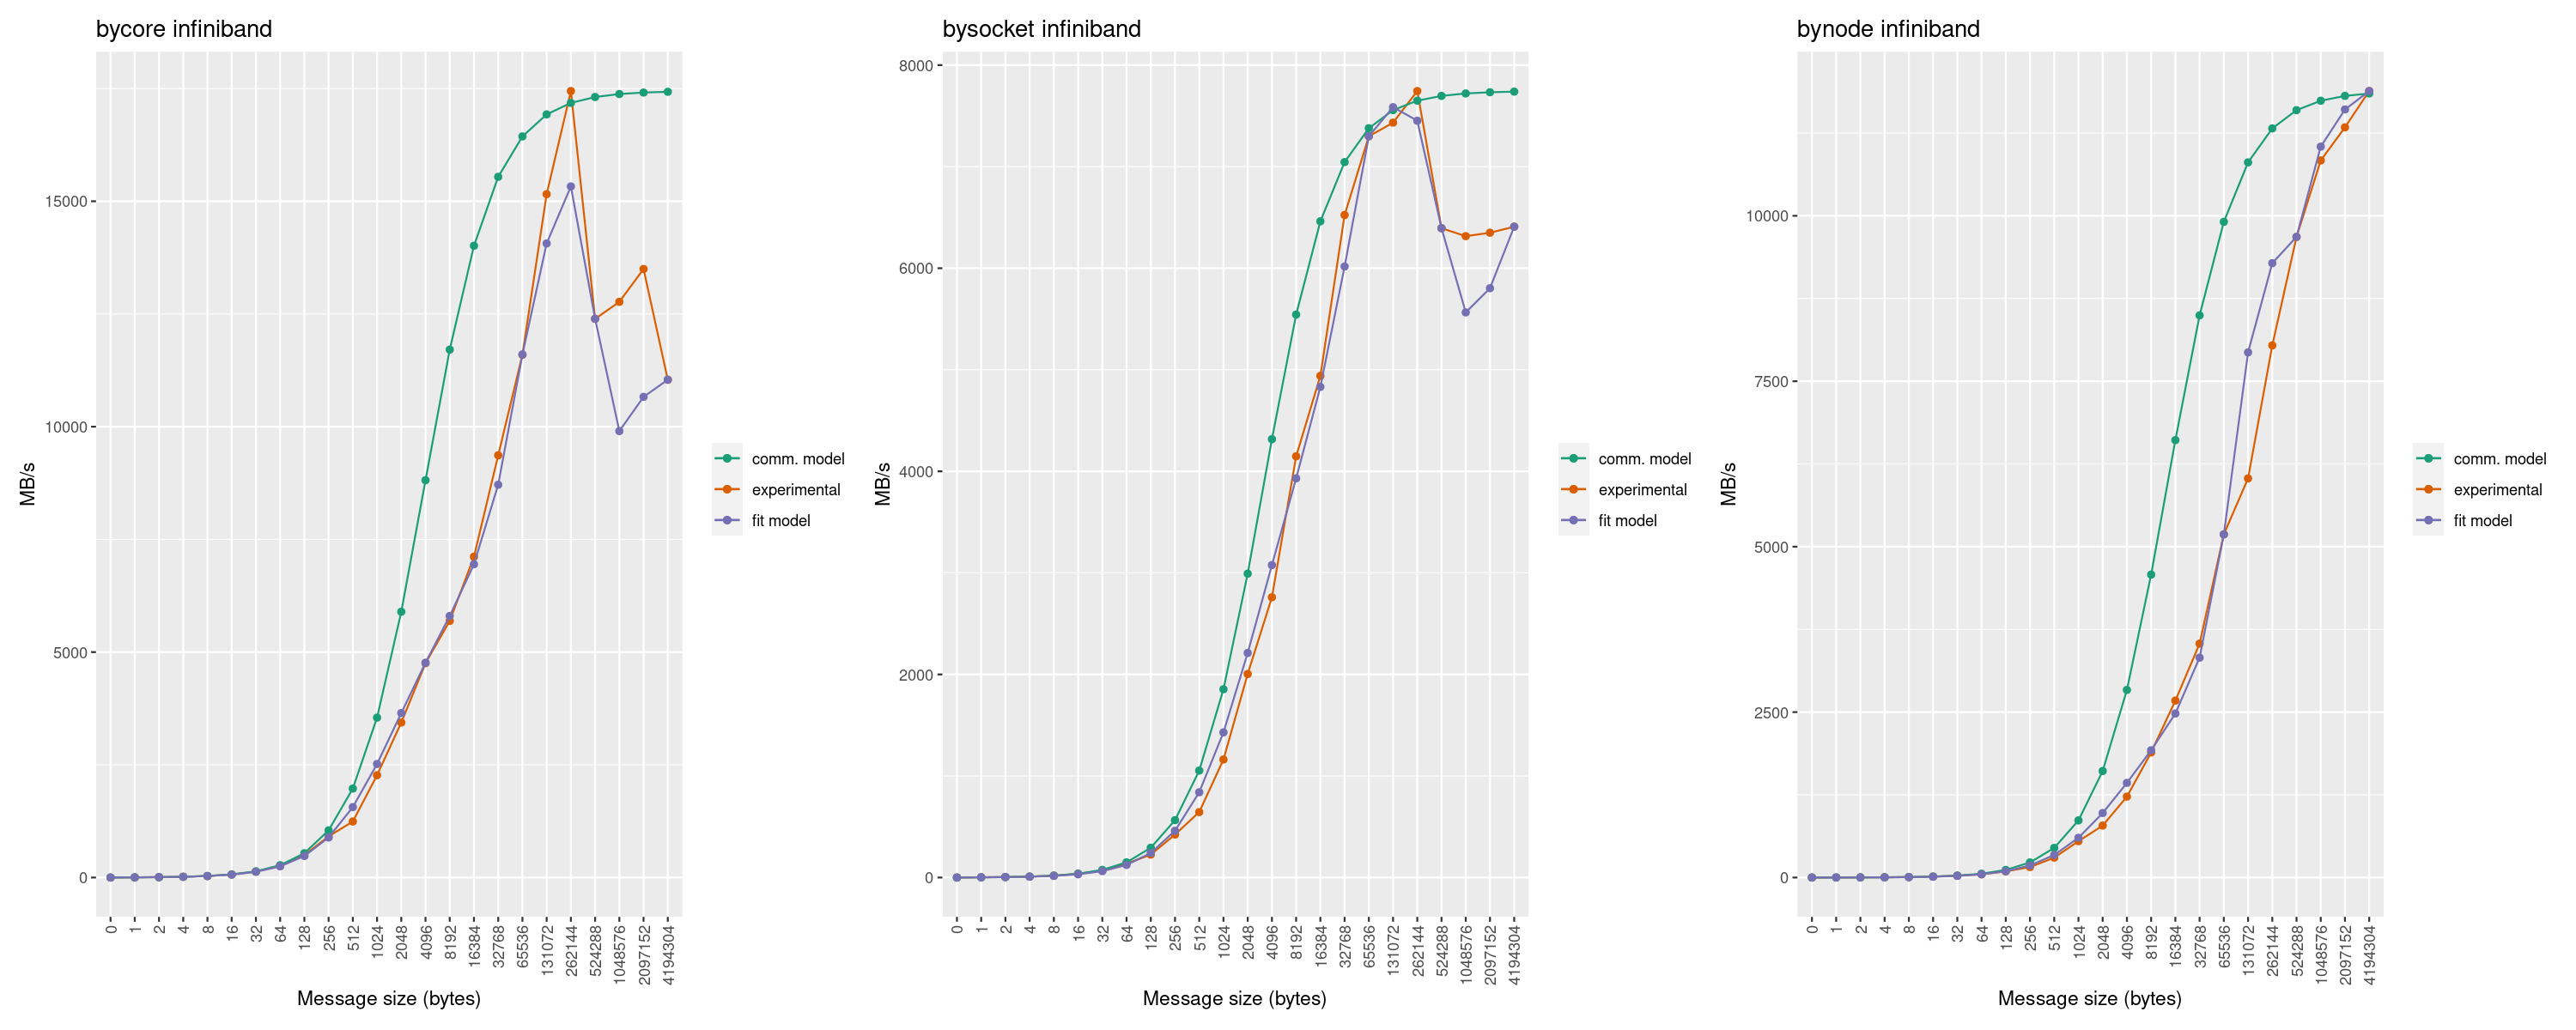 bycore infiniband
MB/s
15000
10000
5000
0
0 1 2 4 8 16 32 64 128 256 512 1024 2048 4096 8192 16384 32768 65536 131072 262144 524288 1048576 2097152 4194304
Message size (bytes)
comm. model
experimental
fit model
bysocket infiniband
MB/s
8000
6000
4000
2000
0
0 1 2 4 8 16 32 64 128 256 512 1024 2048 4096 8192 16384 32768 65536 131072 262144 524288 1048576 2097152 4194304
Message size (bytes)
comm. model
experimental
fit model
bynode infiniband
MB/s
10000
7500
5000
2500
0
0 1 2 4 8 16 32 64 128 256 512 1024 2048 4096 8192 16384 32768 65536 131072 262144 524288 1048576 2097152 4194304
Message size (bytes)
comm. model
experimental
fit model